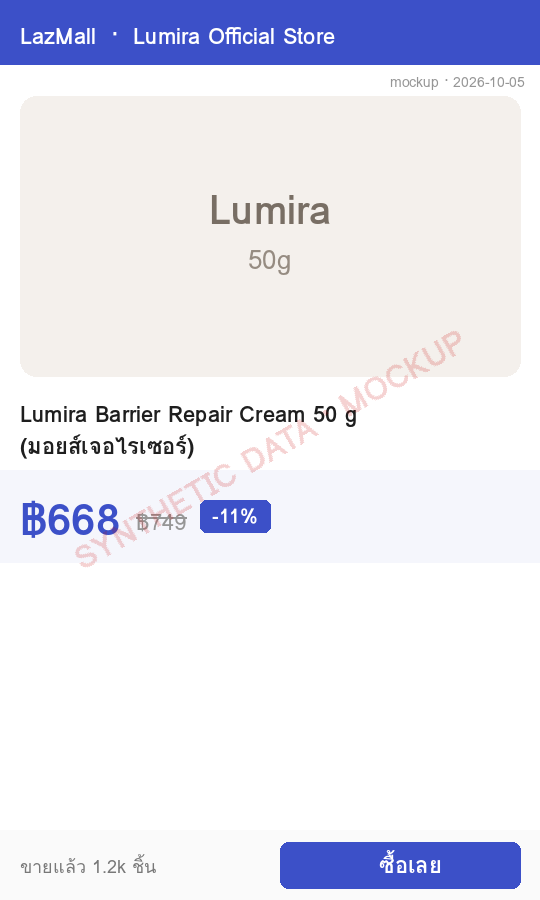 LazMall · Lumira Official Store
mockup · 2026-10-05
Lumira
50g
Lumira Barrier Repair Cream 50 g
(มอยส์เจอไรเซอร์)
฿668 ฿749 -11%
SYNTHETIC DATA · MOCKUP
ขายแล้ว 1.2k ชิ้น
ซื้อเลย